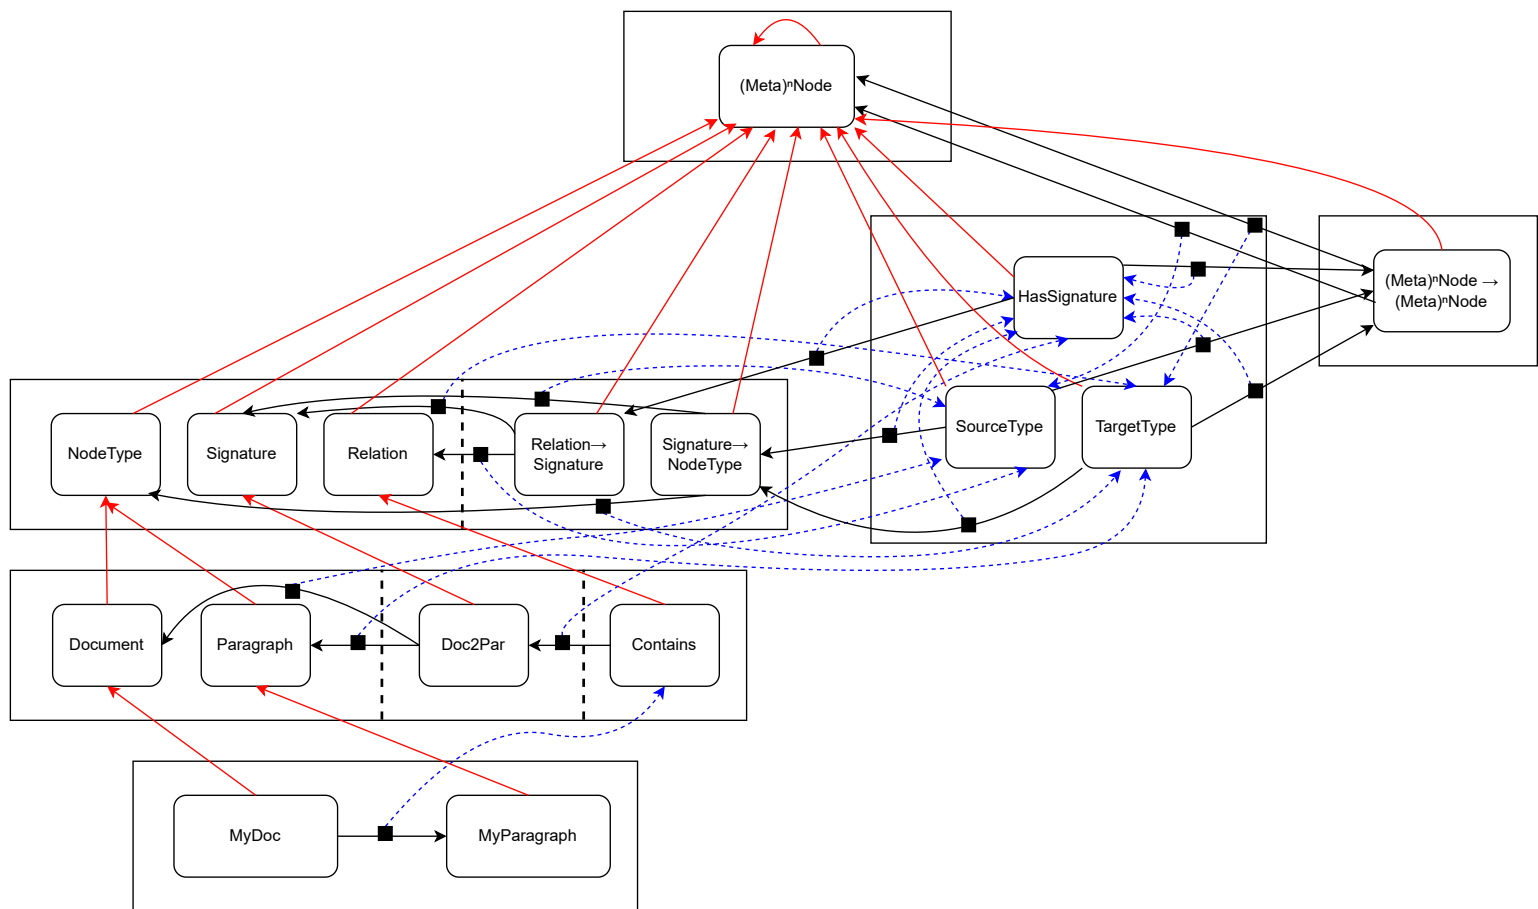 (Meta)ⁿNode
(Meta)ⁿNode →
(Meta)ⁿNode
HasSignature
SourceType
TargetType
NodeType
Signature
Relation
Relation→
Signature
Signature→
NodeType
Document
Paragraph
Doc2Par
Contains
MyDoc
MyParagraph